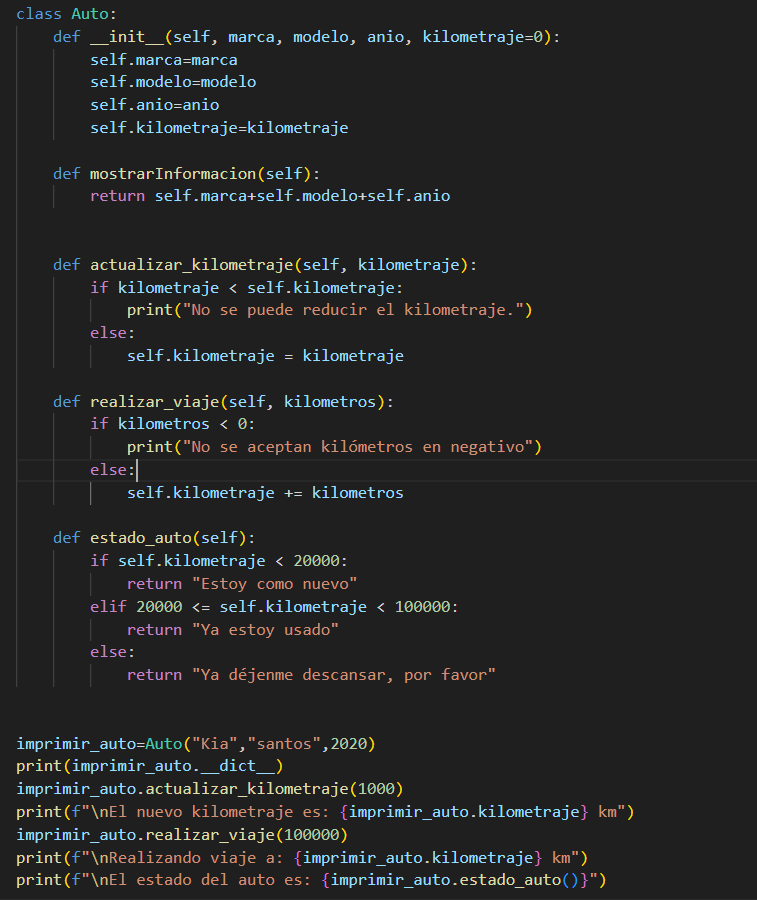 class Auto:
    def __init__(self, marca, modelo, anio, kilometraje=0):
        self.marca=marca
        self.modelo=modelo
        self.anio=anio
        self.kilometraje=kilometraje

    def mostrarInformacion(self):
        return self.marca+self.modelo+self.anio


    def actualizar_kilometraje(self, kilometraje):
        if kilometraje < self.kilometraje:
            print("No se puede reducir el kilometraje.")
        else:
            self.kilometraje = kilometraje

    def realizar_viaje(self, kilometros):
        if kilometros < 0:
            print("No se aceptan kilómetros en negativo")
        else:
            self.kilometraje += kilometros

    def estado_auto(self):
        if self.kilometraje < 20000:
            return "Estoy como nuevo"
        elif 20000 <= self.kilometraje < 100000:
            return "Ya estoy usado"
        else:
            return "Ya déjenme descansar, por favor"


imprimir_auto=Auto("Kia","santos",2020)
print(imprimir_auto.__dict__)
imprimir_auto.actualizar_kilometraje(1000)
print(f"\nEl nuevo kilometraje es: {imprimir_auto.kilometraje} km")
imprimir_auto.realizar_viaje(100000)
print(f"\nRealizando viaje a: {imprimir_auto.kilometraje} km")
print(f"\nEl estado del auto es: {imprimir_auto.estado_auto()}")